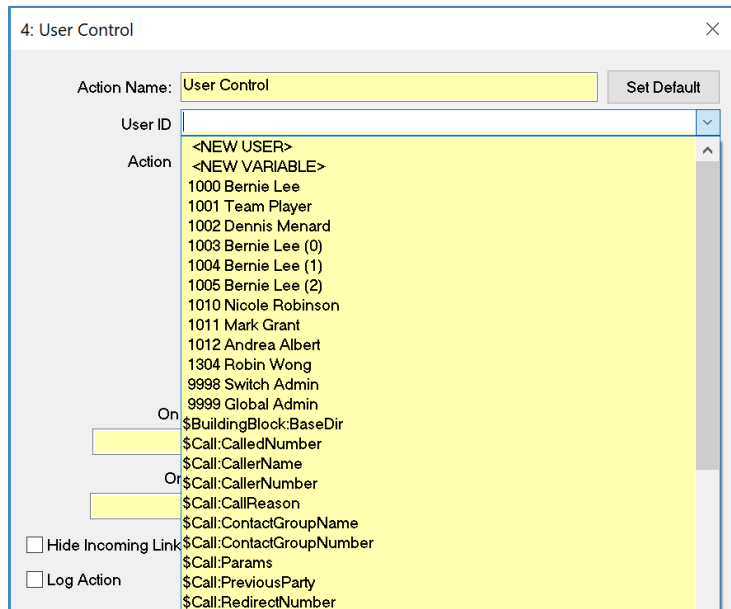 4: User Control
Action Name: User Control Set Default
User ID
Action
<NEW USER>
<NEW VARIABLE>
1000 Bernie Lee
1001 Team Player
1002 Dennis Menard
1003 Bernie Lee (0)
1004 Bernie Lee (1)
1005 Bernie Lee (2)
1010 Nicole Robinson
1011 Mark Grant
1012 Andrea Albert
1304 Robin Wong
9998 Switch Admin
9999 Global Admin
On
$BuildingBlock:BaseDir
$Call:CalledNumber
$Call:CallerName
$Call:CallerNumber
$Call:CallReason
$Call:ContactGroupName
Hide Incoming Link
$Call:ContactGroupNumber
$Call:Params
Log Action
$Call:PreviousParty
$Call:RedirectNumber